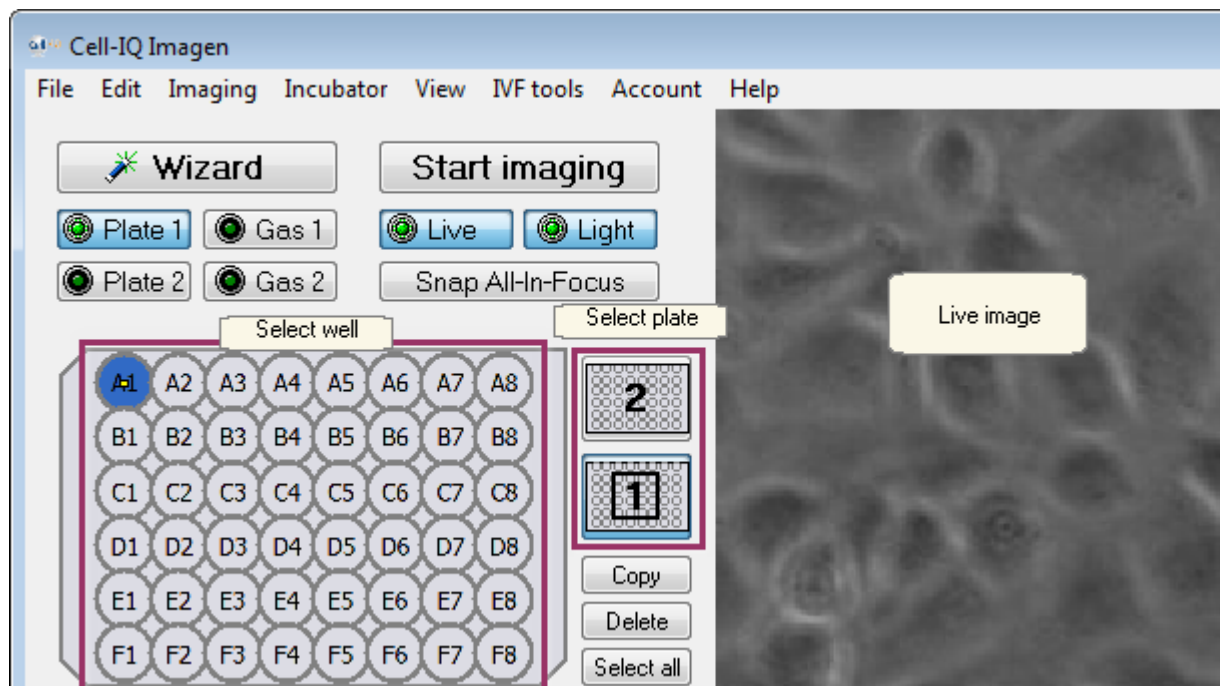 Cell-IQ Imagen
File Edit Imaging Incubator View IVF tools Account Help
Wizard Start imaging
Plate 1 Gas 1 Live Light
Plate 2 Gas 2 Snap All-In-Focus
Select well Select plate
Live image
A1 A2 A3 A4 A5 A6 A7 A8
2
B1 B2 B3 B4 B5 B6 B7 B8
C1 C2 C3 C4 C5 C6 C7 C8
1
D1 D2 D3 D4 D5 D6 D7 D8
Copy
E1 E2 E3 E4 E5 E6 E7 E8
Delete
F1 F2 F3 F4 F5 F6 F7 F8
Select all